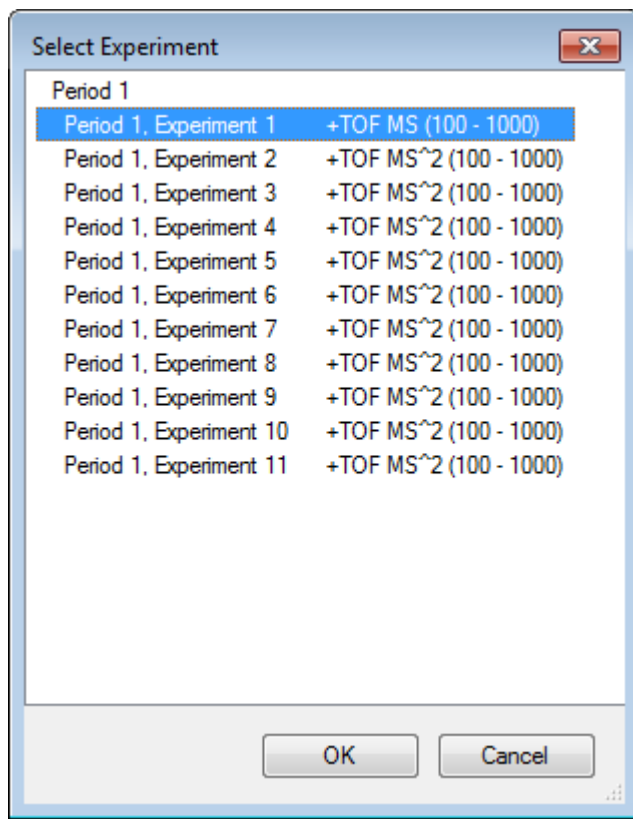 Select Experiment
Period 1
Period 1, Experiment 1 +TOF MS (100 - 1000)
Period 1, Experiment 2 +TOF MS^2 (100 - 1000)
Period 1, Experiment 3 +TOF MS^2 (100 - 1000)
Period 1, Experiment 4 +TOF MS^2 (100 - 1000)
Period 1, Experiment 5 +TOF MS^2 (100 - 1000)
Period 1, Experiment 6 +TOF MS^2 (100 - 1000)
Period 1, Experiment 7 +TOF MS^2 (100 - 1000)
Period 1, Experiment 8 +TOF MS^2 (100 - 1000)
Period 1, Experiment 9 +TOF MS^2 (100 - 1000)
Period 1, Experiment 10 +TOF MS^2 (100 - 1000)
Period 1, Experiment 11 +TOF MS^2 (100 - 1000)
OK Cancel